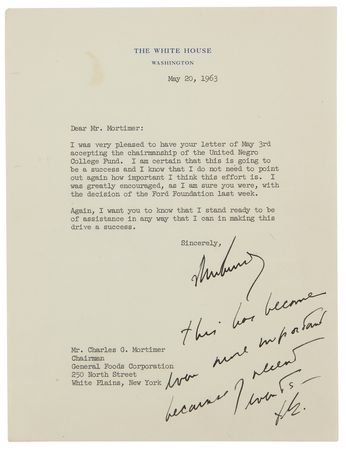 THE WHITE HOUSE
WASHINGTON
May 20, 1963
Dear Mr. Mortimer:
I was very pleased to have your letter of May 3rd
accepting the chairmanship of the United Negro
College Fund. I am certain that this is going to
be a success and I know that I do not need to point
out again how important I think this effort is. I
was greatly encouraged, as I am sure you were, with
the decision of the Ford Foundation last week.
Again, I want you to know that I stand ready to be
of assistance in any way that I can in making this
drive a success.
Sincerely,
this has become
even more important
because of recent
events -
Mr. Charles G. Mortimer
Chairman
General Foods Corporation
250 North Street
White Plains, New York